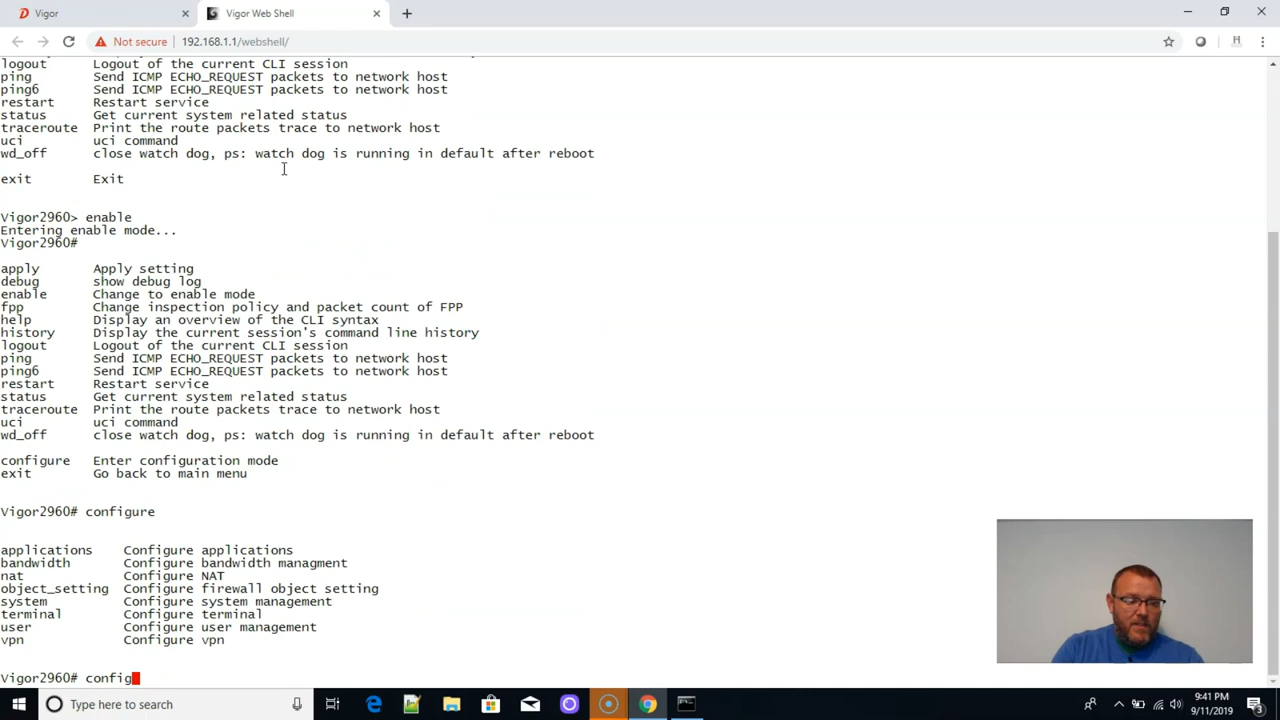 Vigor
Vigor Web Shell
Not secure 192.168.1.1/webshell/
logout Logout of the current CLI session
ping Send ICMP ECHO_REQUEST packets to network host
ping6 Send ICMP ECHO_REQUEST packets to network host
restart Restart service
status Get current system related status
traceroute Print the route packets trace to network host
uci uci command
wd_off close watch dog, ps: watch dog is running in default after reboot
exit Exit
Vigor2960> enable
Entering enable mode...
Vigor2960#
apply Apply setting
debug show debug log
enable Change to enable mode
fpp Change inspection policy and packet count of FPP
help Display an overview of the CLI syntax
history Display the current session's command line history
logout Logout of the current CLI session
ping Send ICMP ECHO_REQUEST packets to network host
ping6 Send ICMP ECHO_REQUEST packets to network host
restart Restart service
status Get current system related status
traceroute Print the route packets trace to network host
uci uci command
wd_off close watch dog, ps: watch dog is running in default after reboot
configure Enter configuration mode
exit Go back to main menu
Vigor2960# configure
applications Configure applications
bandwidth Configure bandwidth managment
nat Configure NAT
object_setting Configure firewall object setting
system Configure system management
terminal Configure terminal
user Configure user management
vpn Configure vpn
Vigor2960# config
Type here to search
9:41 PM
9/11/2019
3